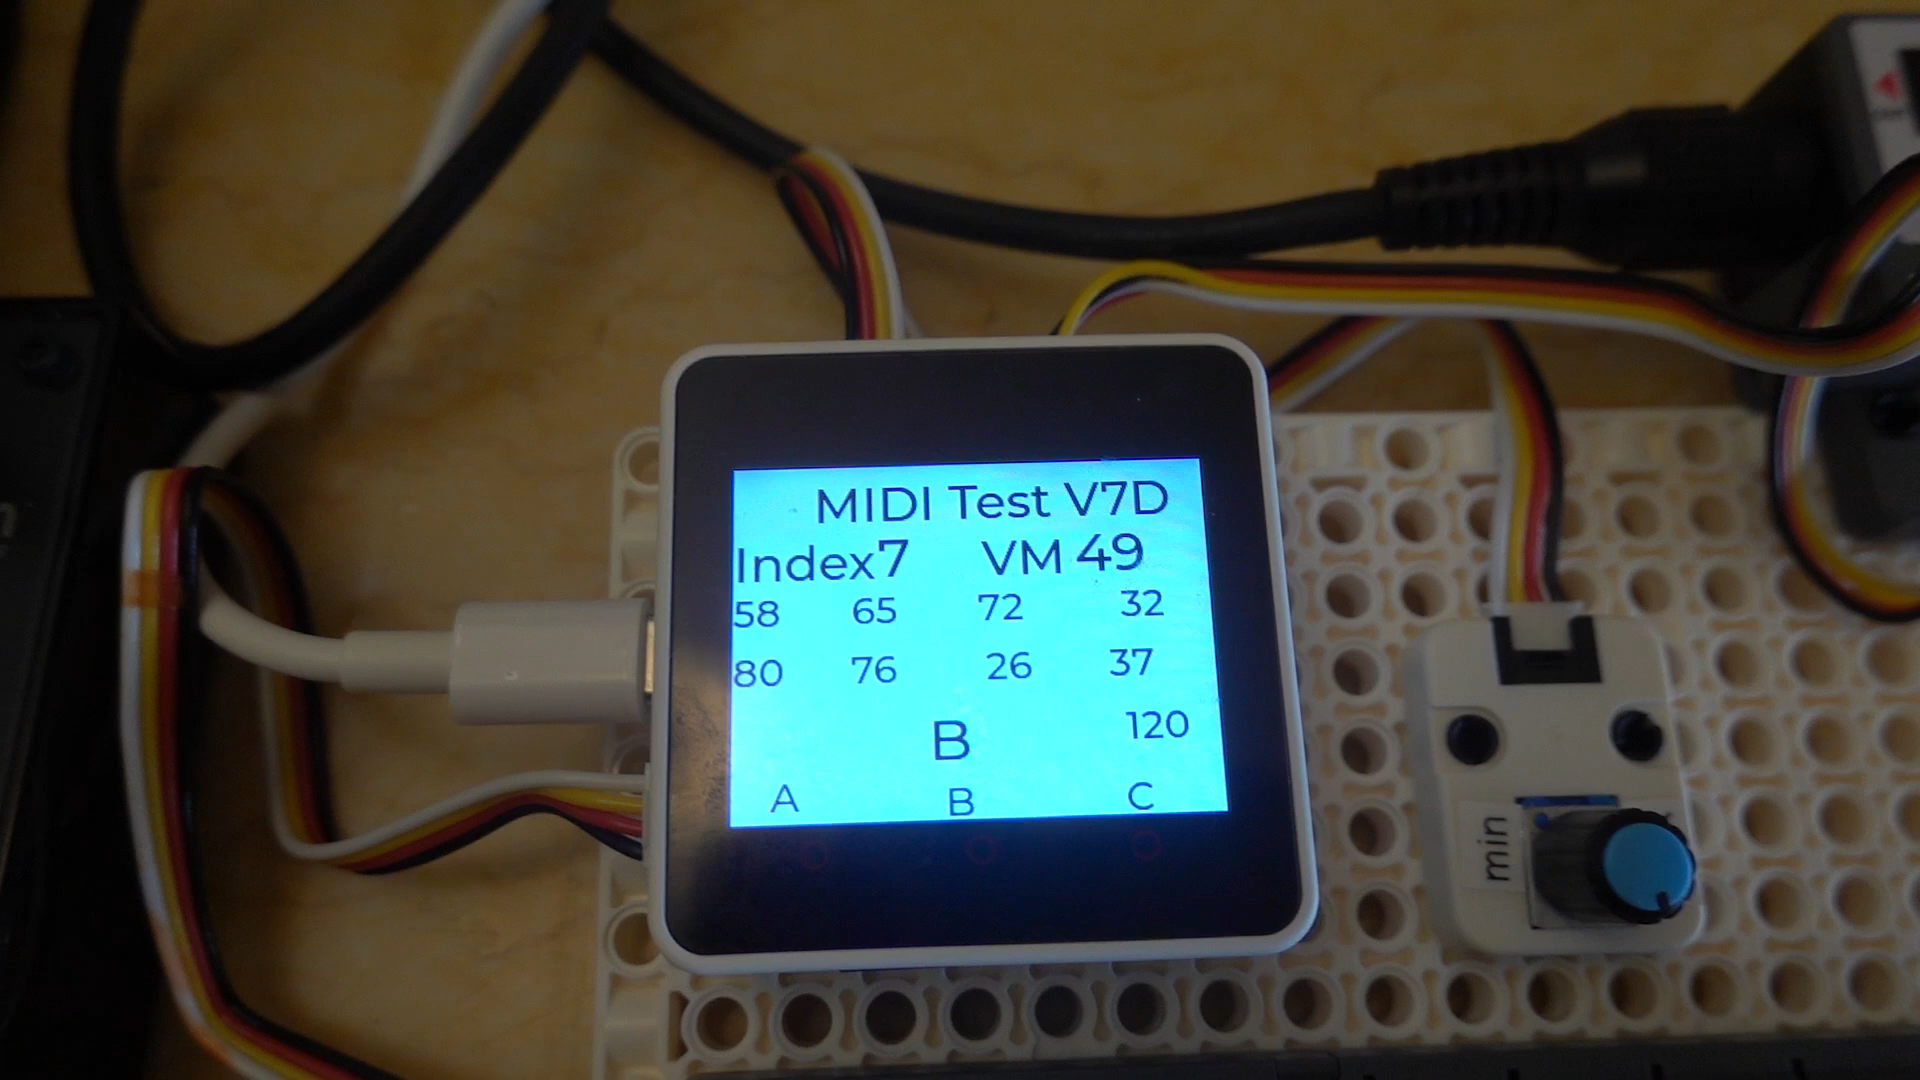 MIDI Test V7D
Index7 VM 49
58 65 72 32
80 76 26 37
B 120
A B C
min